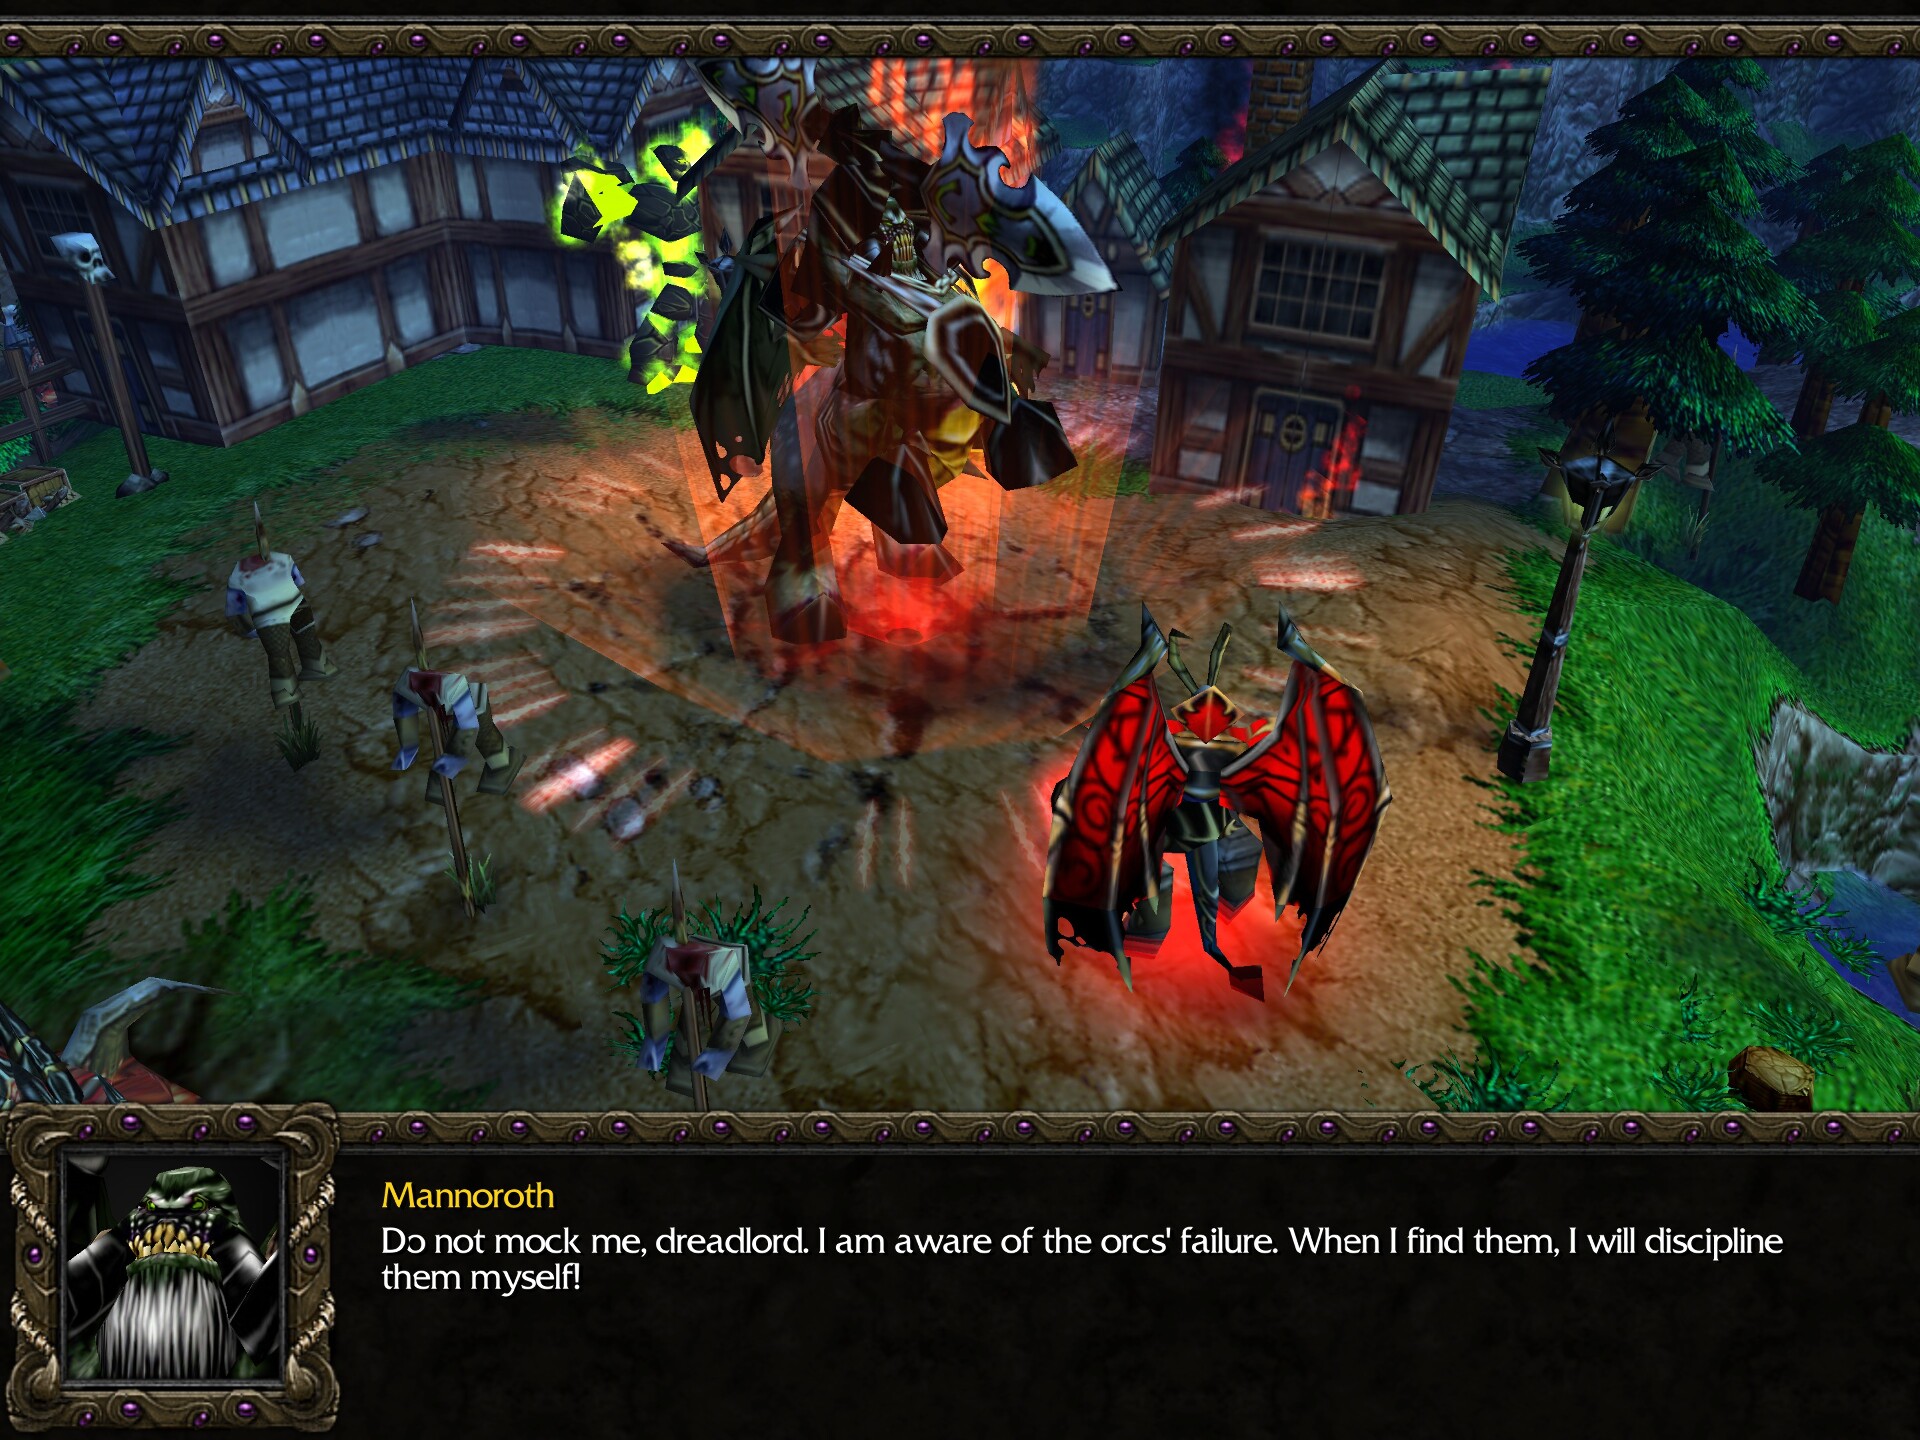 Mannoroth
Do not mock me, dreadlord. I am aware of the orcs' failure. When I find them, I will discipline
them myself!